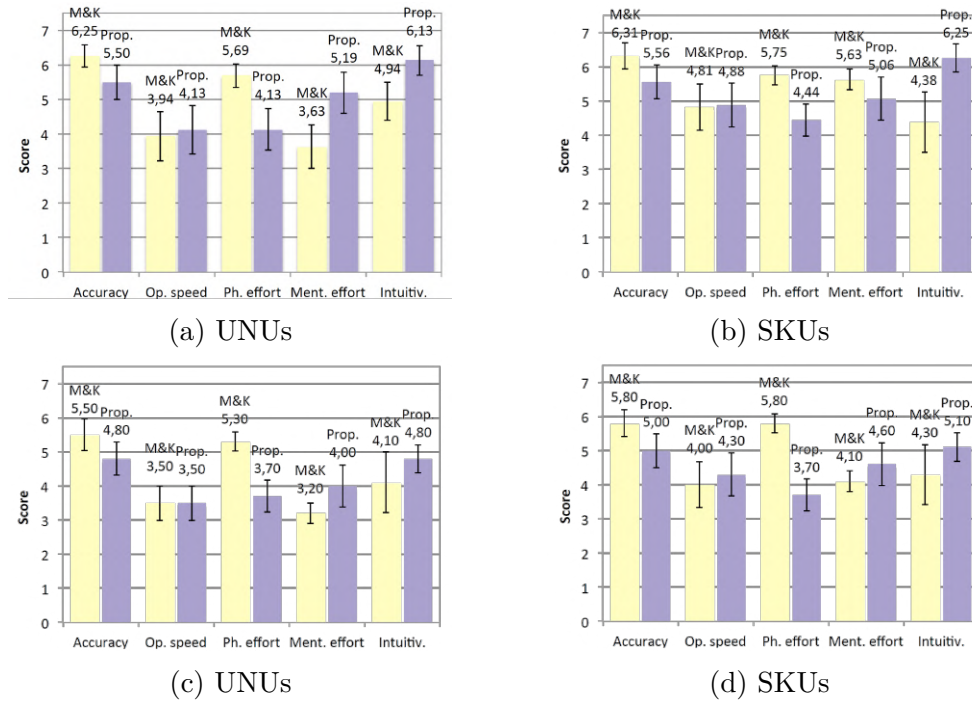 M&K
6,25
Prop.
5,50
M&K
3,94
Prop.
4,13
M&K
5,69
Prop.
4,13
M&K
3,63
Prop.
5,19
M&K
4,94
Prop.
6,13
7
6
5
4
3
2
1
0
Score
Accuracy Op. speed Ph. effort Ment. effort Intuitiv.
(a) UNUs
M&K
6,31
Prop.
5,56
M&K
4,81
Prop.
4,88
M&K
5,75
Prop.
4,44
M&K
5,63
Prop.
5,06
M&K
4,38
Prop.
6,25
7
6
5
4
3
2
1
0
Score
Accuracy Op. speed Ph. effort Ment. effort Intuitiv.
(b) SKUs
M&K
5,50
Prop.
4,80
M&K
3,50
Prop.
3,50
M&K
5,30
Prop.
3,70
M&K
3,20
Prop.
4,00
M&K
4,10
Prop.
4,80
7
6
5
4
3
2
1
0
Score
Accuracy Op. speed Ph. effort Ment. effort Intuitiv.
(c) UNUs
M&K
5,80
Prop.
5,00
M&K
4,00
Prop.
4,30
M&K
5,80
Prop.
3,70
M&K
4,10
Prop.
4,60
M&K
4,30
Prop.
5,10
7
6
5
4
3
2
1
0
Score
Accuracy Op. speed Ph. effort Ment. effort Intuitiv.
(d) SKUs